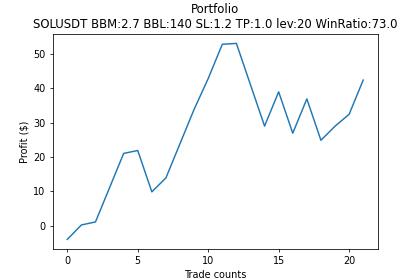 Portfolio
SOLUSDT BBM:2.7 BBL:140 SL:1.2 TP:1.0 lev:20 WinRatio:73.0
50
40
30
20
10
0
Profit ($)
0 5 10 15 20
Trade counts